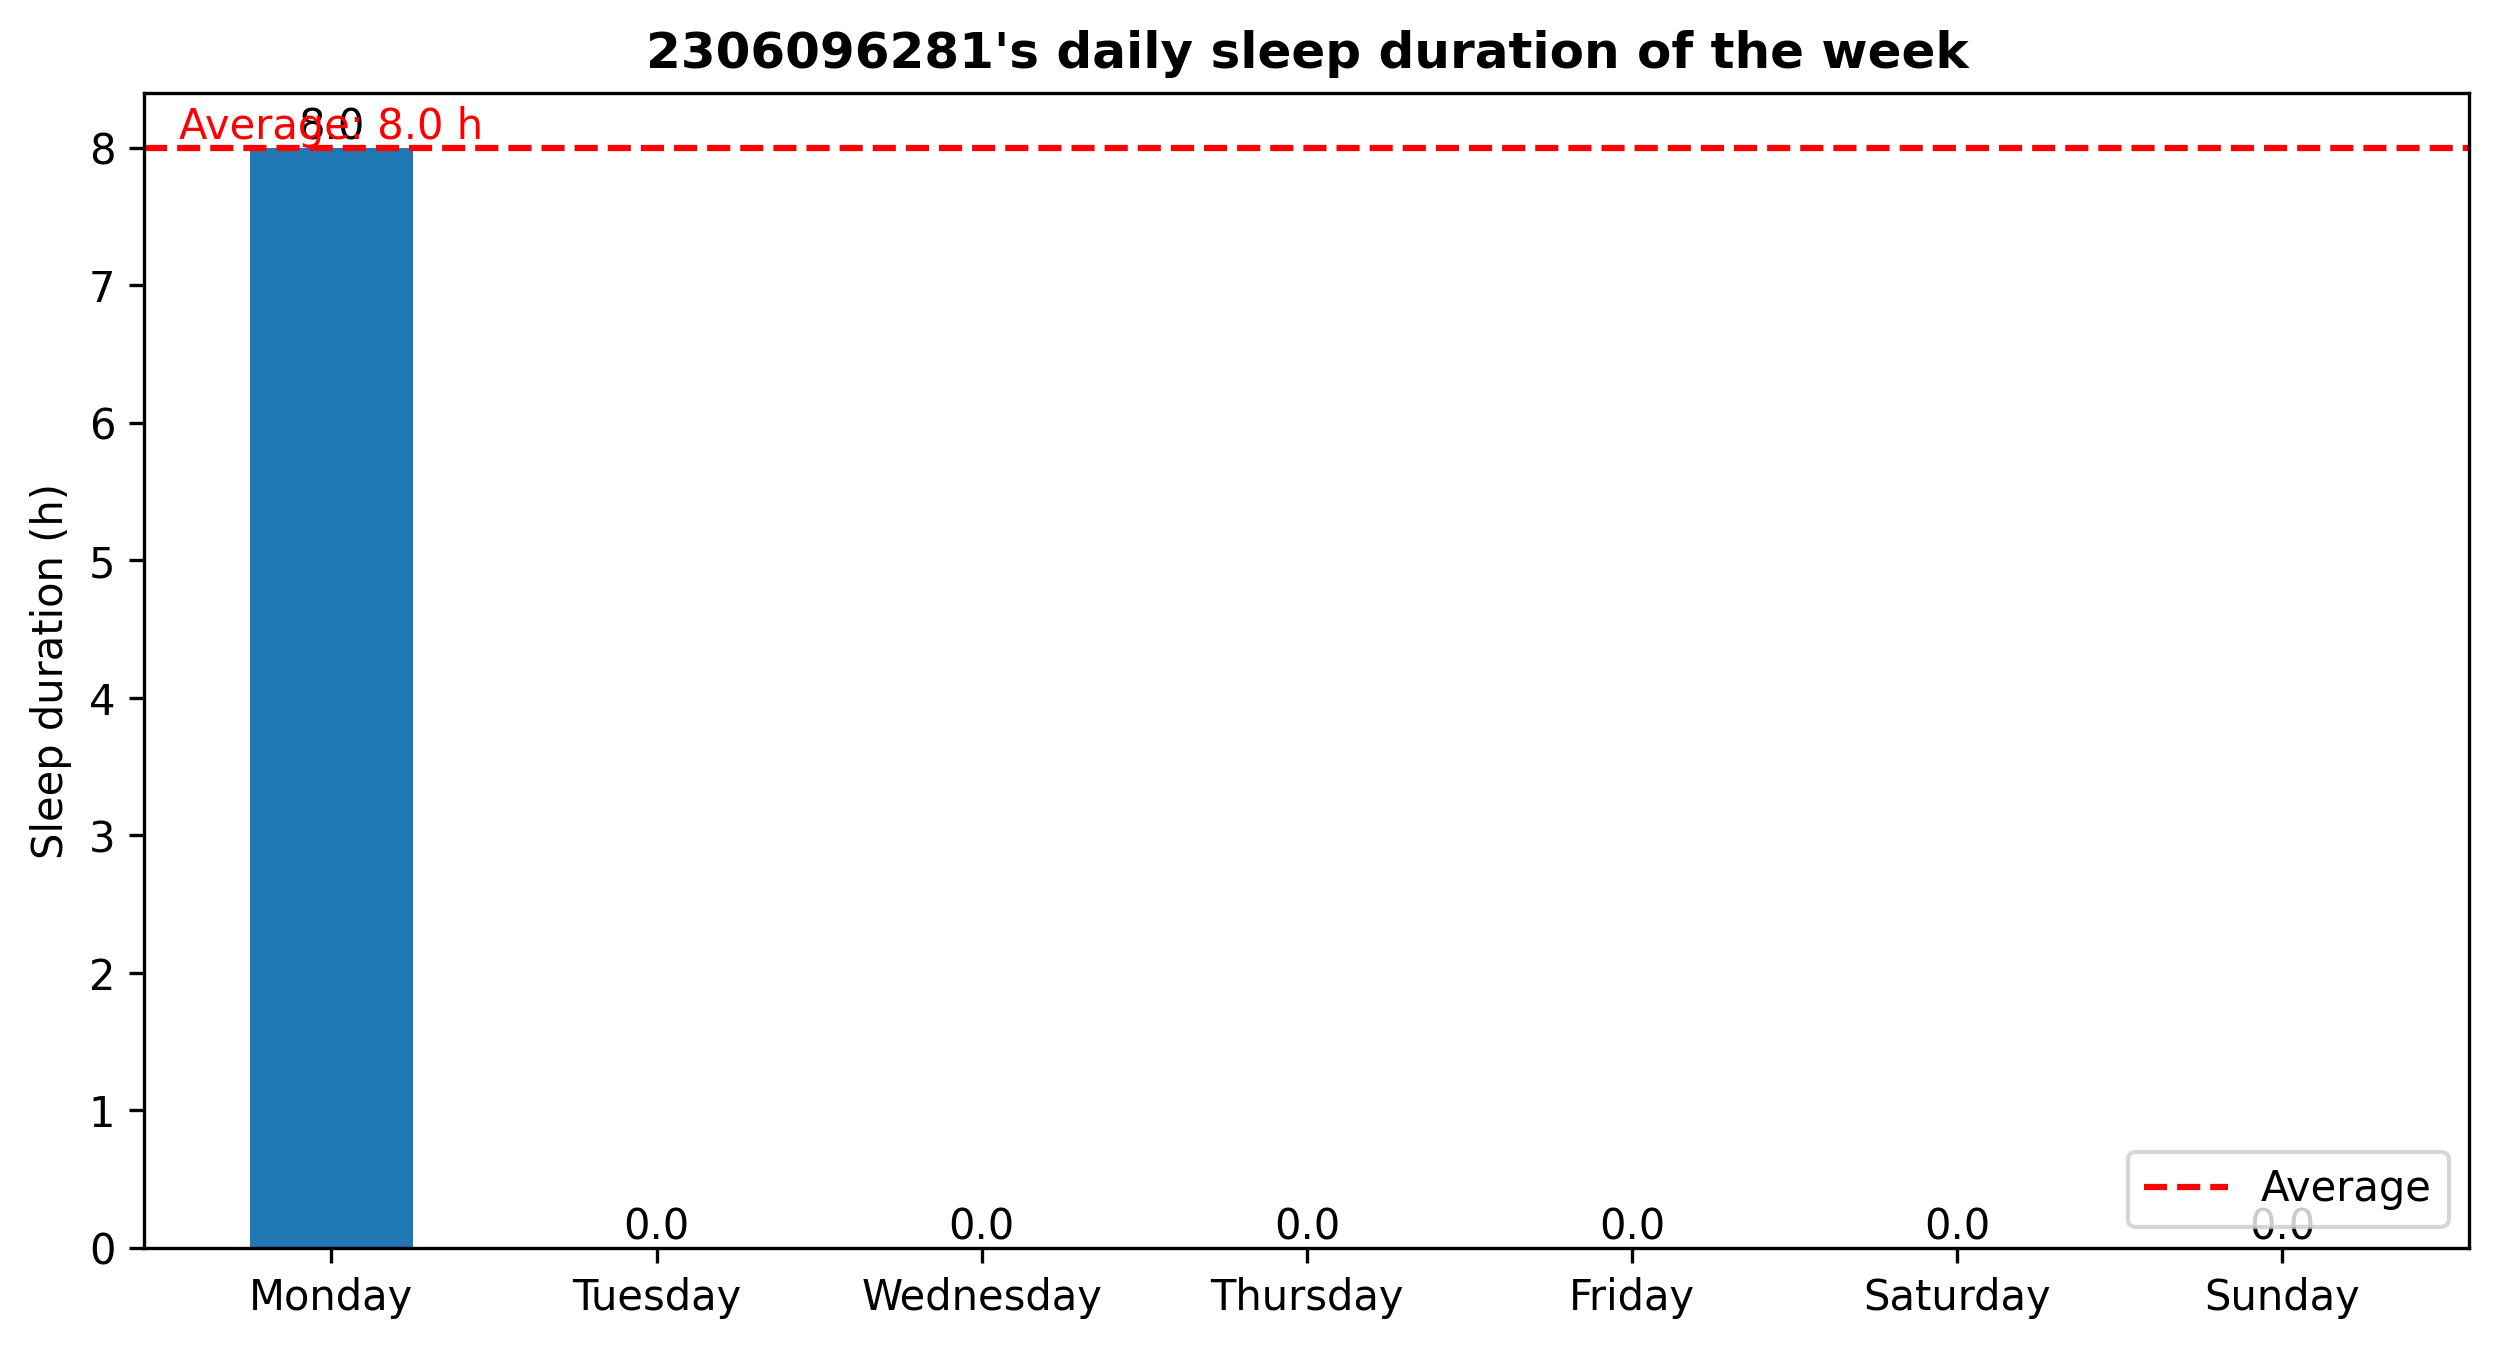 2306096281's daily sleep duration of the week
Average: 8.0 h
8.0
8
7
6
5
4
3
2
1
0
Sleep duration (h)
0.0
0.0
0.0
0.0
0.0
0.0
Average
Monday
Tuesday
Wednesday
Thursday
Friday
Saturday
Sunday